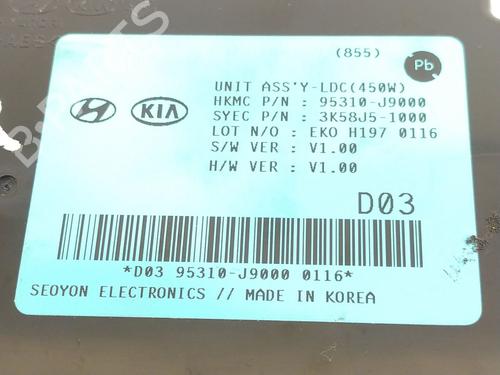 (855)
Pb
UNIT ASS'Y-LDC(450W)
HKMC P/N : 95310-J9000
KIA
SYEC P/N : 3K58J5-1000
LOT N/O : EKO H197 0116
S/W VER : V1.00
H/W VER : V1.00
D03
*D03 95310-J9000 0116*
SEOYON ELECTRONICS // MADE IN KOREA